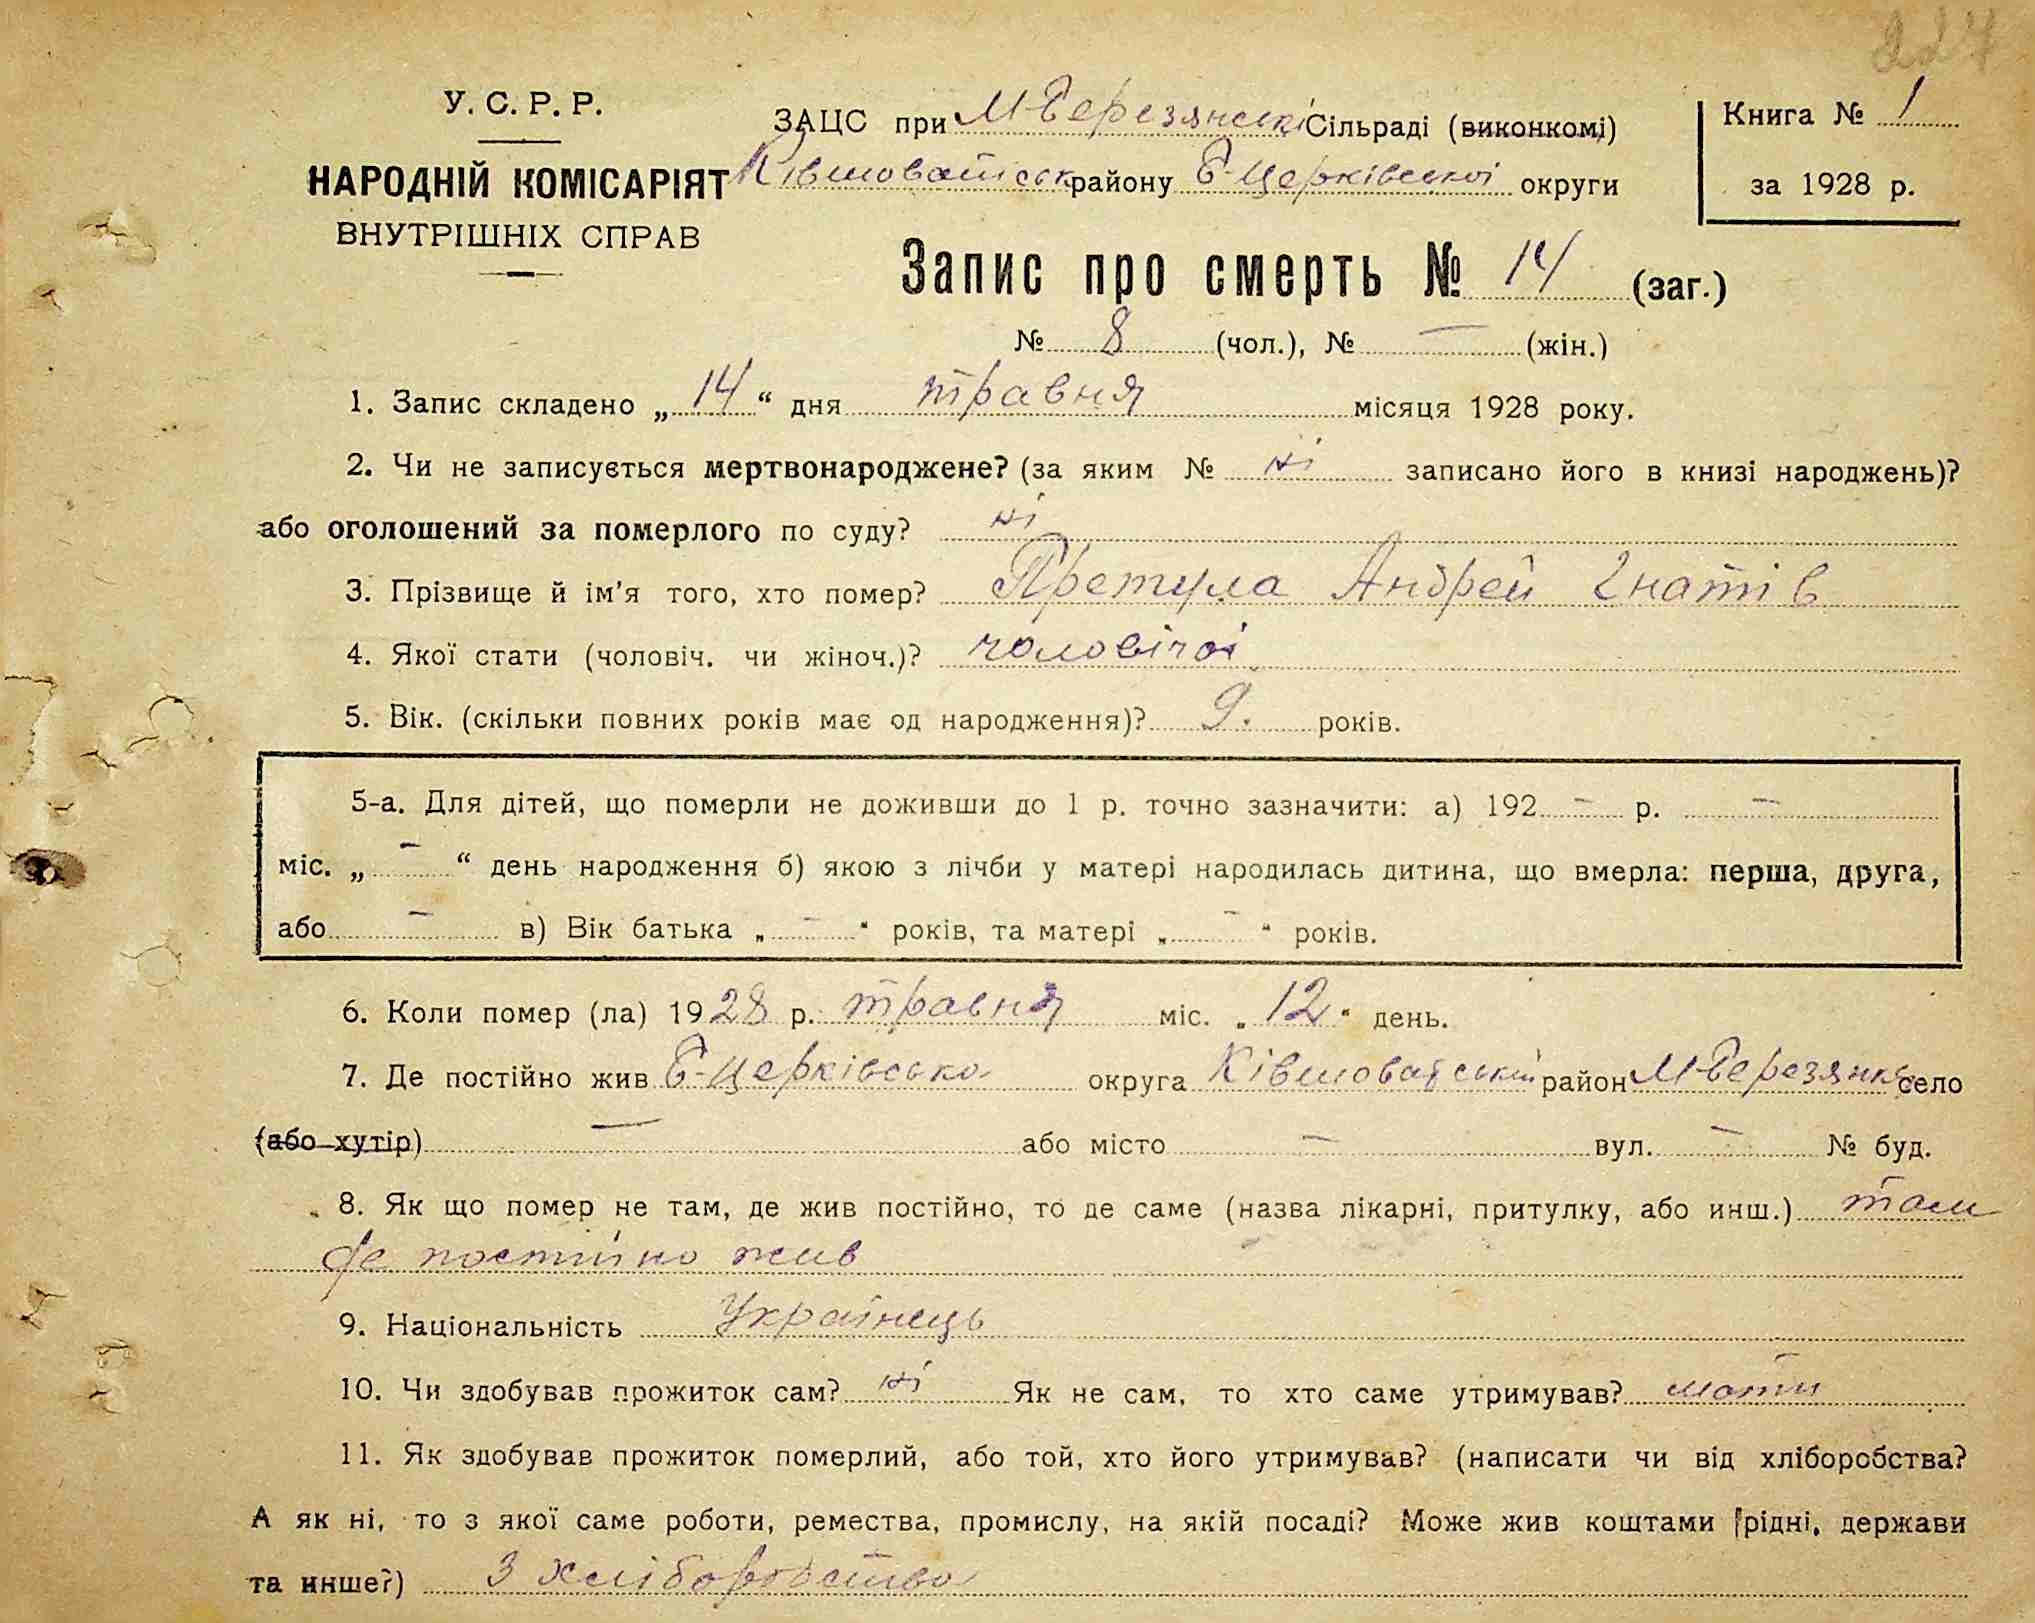 224
У. С. Р. Р.
НАРОДНІЙ КОМІСАРІЯТ
ВНУТРІШНІХ СПРАВ
ЗАЦС при М-Березянскі Сільраді (виконкомі)
Ківшоватськ району Б-Церківськоі округи
Книга № 1
за 1928 р.
Запис про смерть № 14 (заг.)
№ 8 (чол.), № — (жін.)
1. Запис складено „ 14 “ дня травня місяця 1928 року.
2. Чи не записується мертвонароджене? (за яким № ні записано його в книзі народжень)?
або оголошений за померлого по суду? ні
3. Прізвище й ім'я того, хто помер? Претула Андрей Гнатів
4. Якої стати (чоловіч. чи жіноч.)? чоловічоі
5. Вік. (скільки повних років має од народження)? 9. років.
5-а. Для дітей, що померли не доживши до 1 р. точно зазначити: а) 192 — р. —
міс. „ — “ день народження б) якою з лічби у матері народилась дитина, що вмерла: перша, друга,
або — в) Вік батька „ — “ років, та матері „ — “ років.
6. Коли помер (ла) 1928 р. травня міс. „ 12 “ день.
7. Де постійно жив Б-Церківська округа Ківшоватський район М-Березянка село
(або хутір) — або місто — вул. — № буд.
8. Як що помер не там, де жив постійно, то де саме (назва лікарні, притулку, або инш.) там
де постійно жив
9. Національність Українець
10. Чи здобував прожиток сам? ні Як не сам, то хто саме утримував? мати
11. Як здобував прожиток померлий, або той, хто його утримував? (написати чи від хліборобства?
А як ні, то з якої саме роботи, ремества, промислу, на якій посаді? Може жив коштами рідні, держави
та инше?) З хліборобства